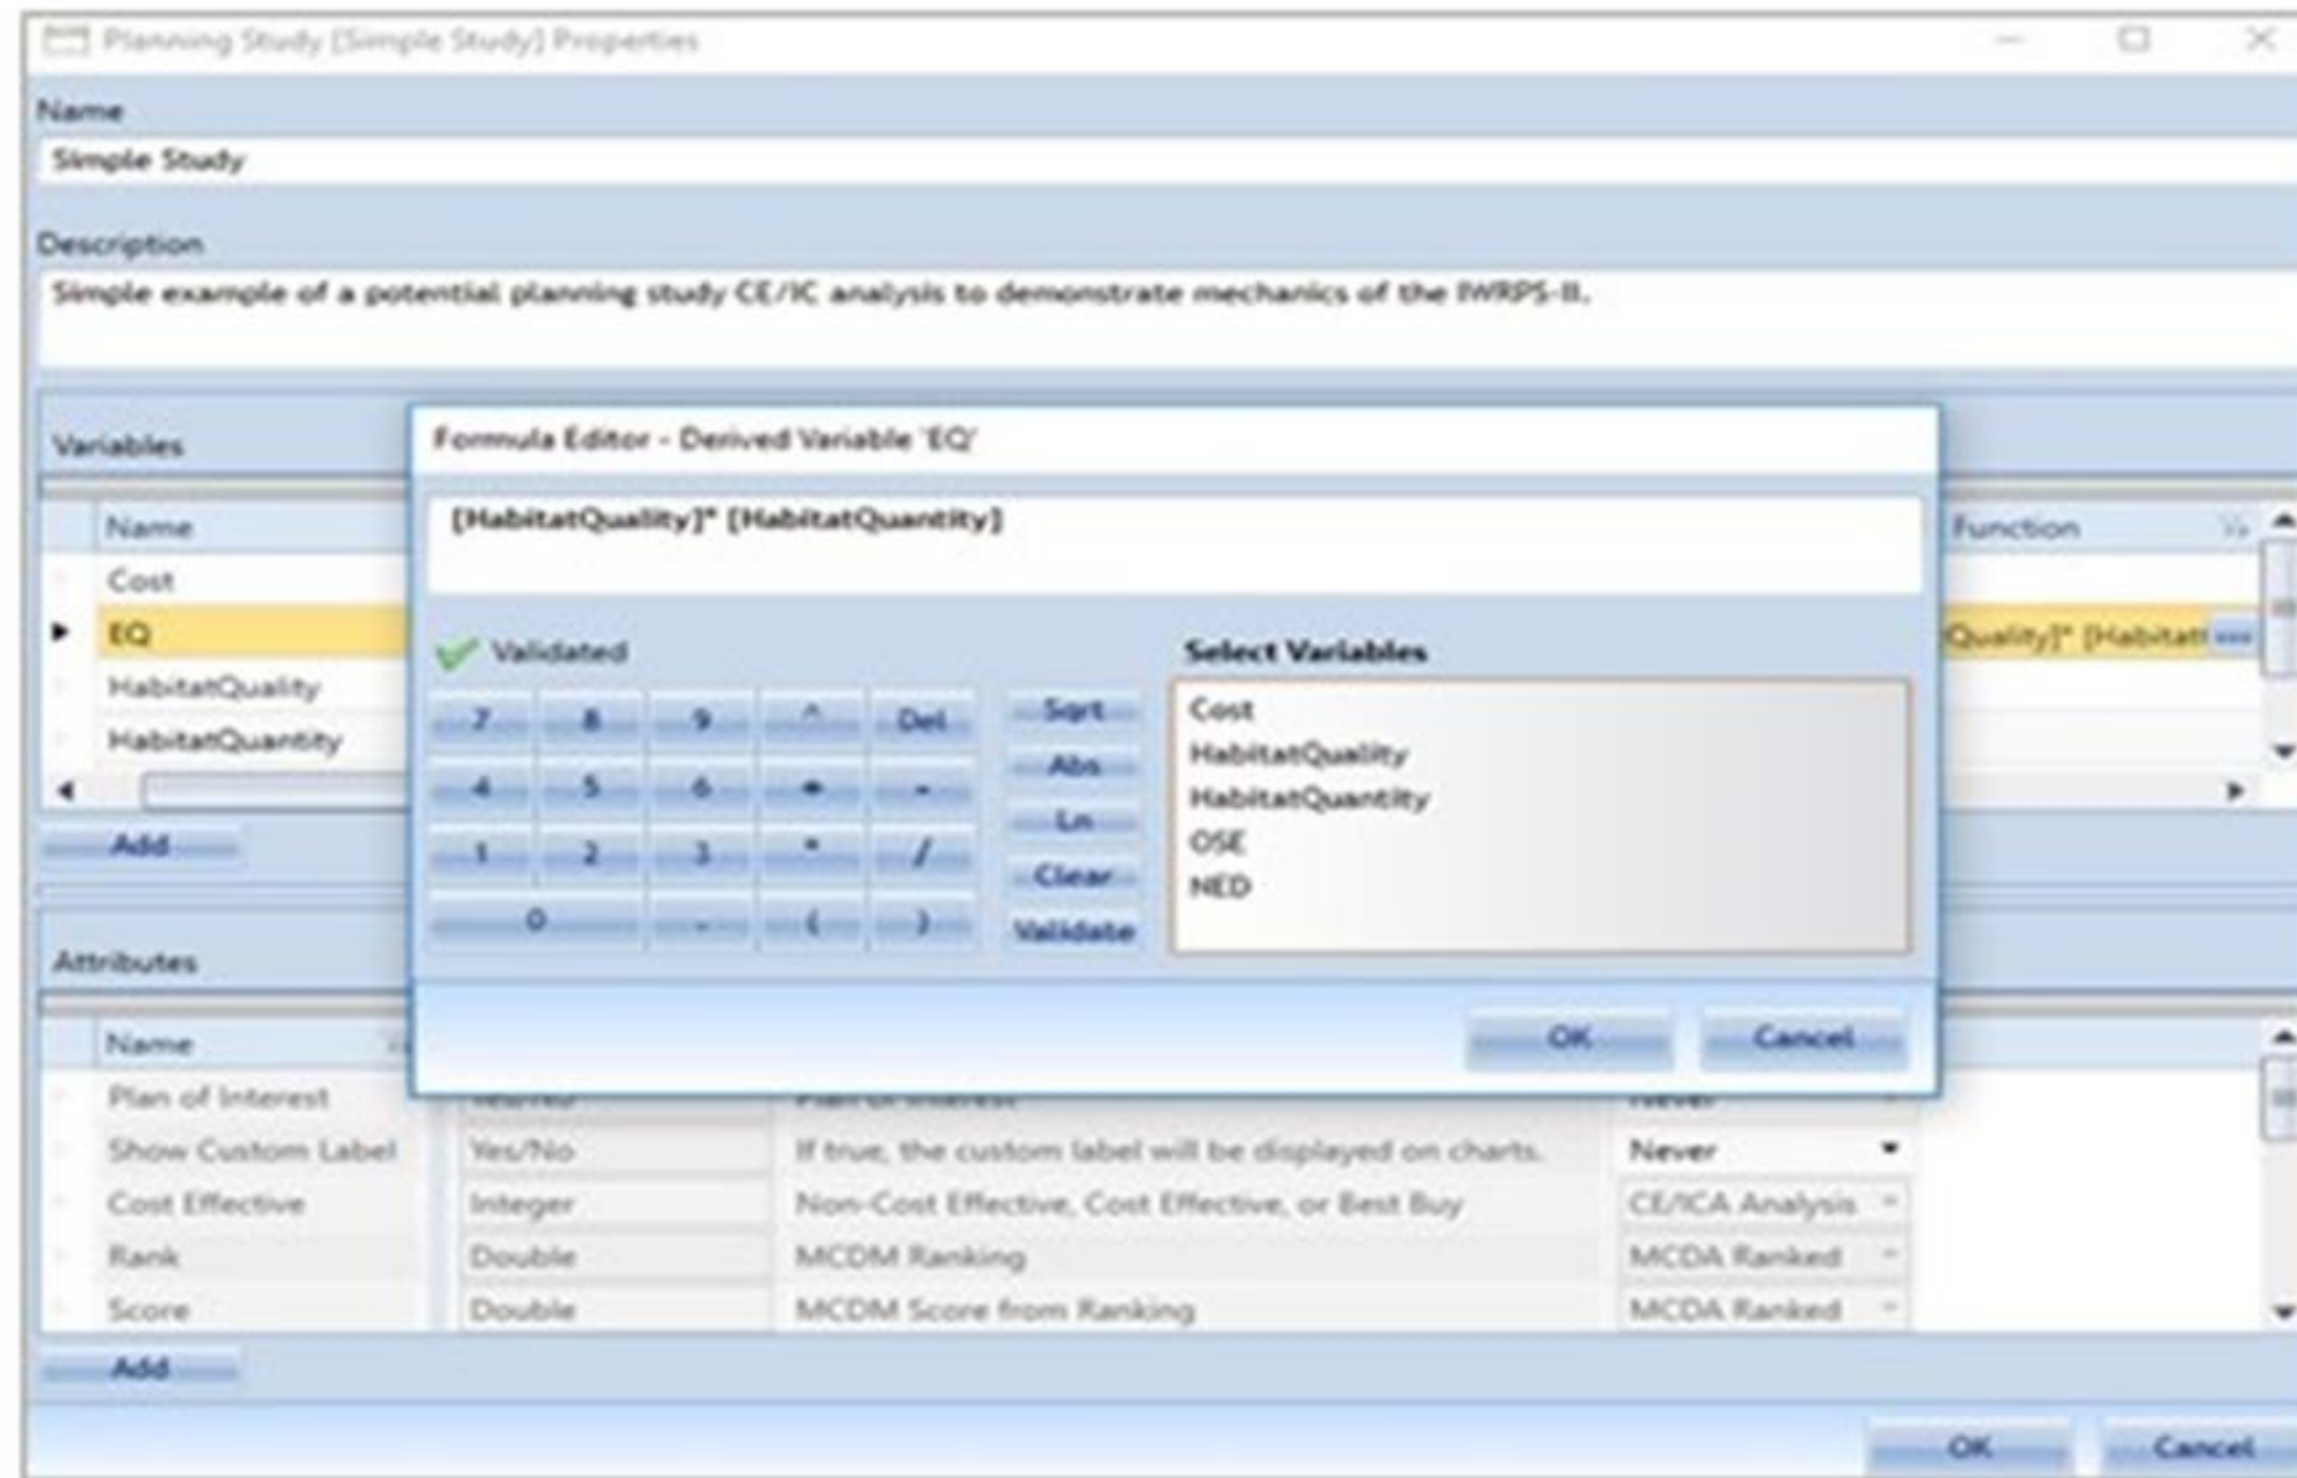 Planning Study [Simple Study] Properties
Name
Simple Study
Description
Simple example of a potential planning study CE/IC analysis to demonstrate mechanics of the IWRPS-II.
Variables
Name
Function
Cost
EQ
Quality]* [Habitat
HabitatQuality
HabitatQuantity
Add
Formula Editor - Derived Variable 'EQ'
[HabitatQuality]* [HabitatQuantity]
Validated
7 8 9 ^ Del
4 5 6 + -
1 2 3 * /
0 . ( )
Sqrt
Abs
Ln
Clear
Validate
Select Variables
Cost
HabitatQuality
HabitatQuantity
OSE
NED
OK Cancel
Attributes
Name
Plan of Interest Yes/No Plan of Interest Never
Show Custom Label Yes/No If true, the custom label will be displayed on charts. Never
Cost Effective Integer Non-Cost Effective, Cost Effective, or Best Buy CE/ICA Analysis
Rank Double MCDM Ranking MCDA Ranked
Score Double MCDM Score from Ranking MCDA Ranked
Add
OK Cancel